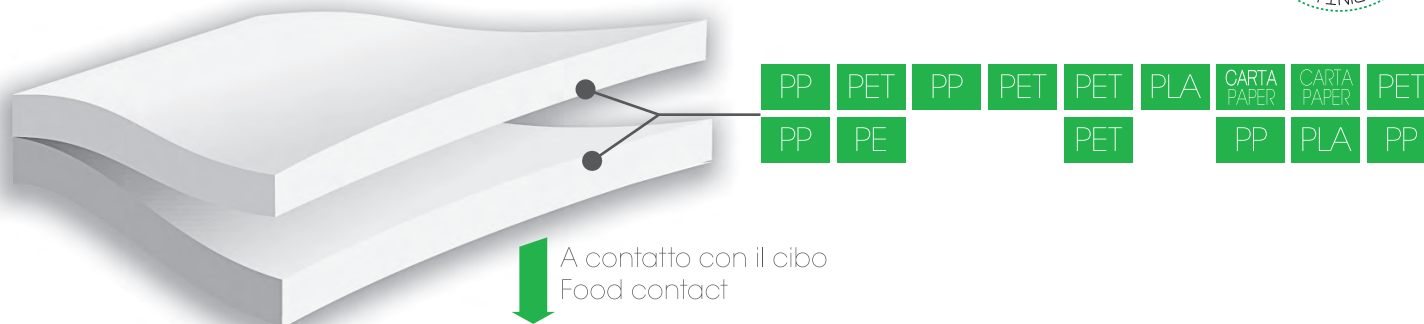 PP PET PP PET PET PLA CARTA PAPER CARTA PAPER PET
PP PE PET PP PLA PP
A contatto con il cibo
Food contact